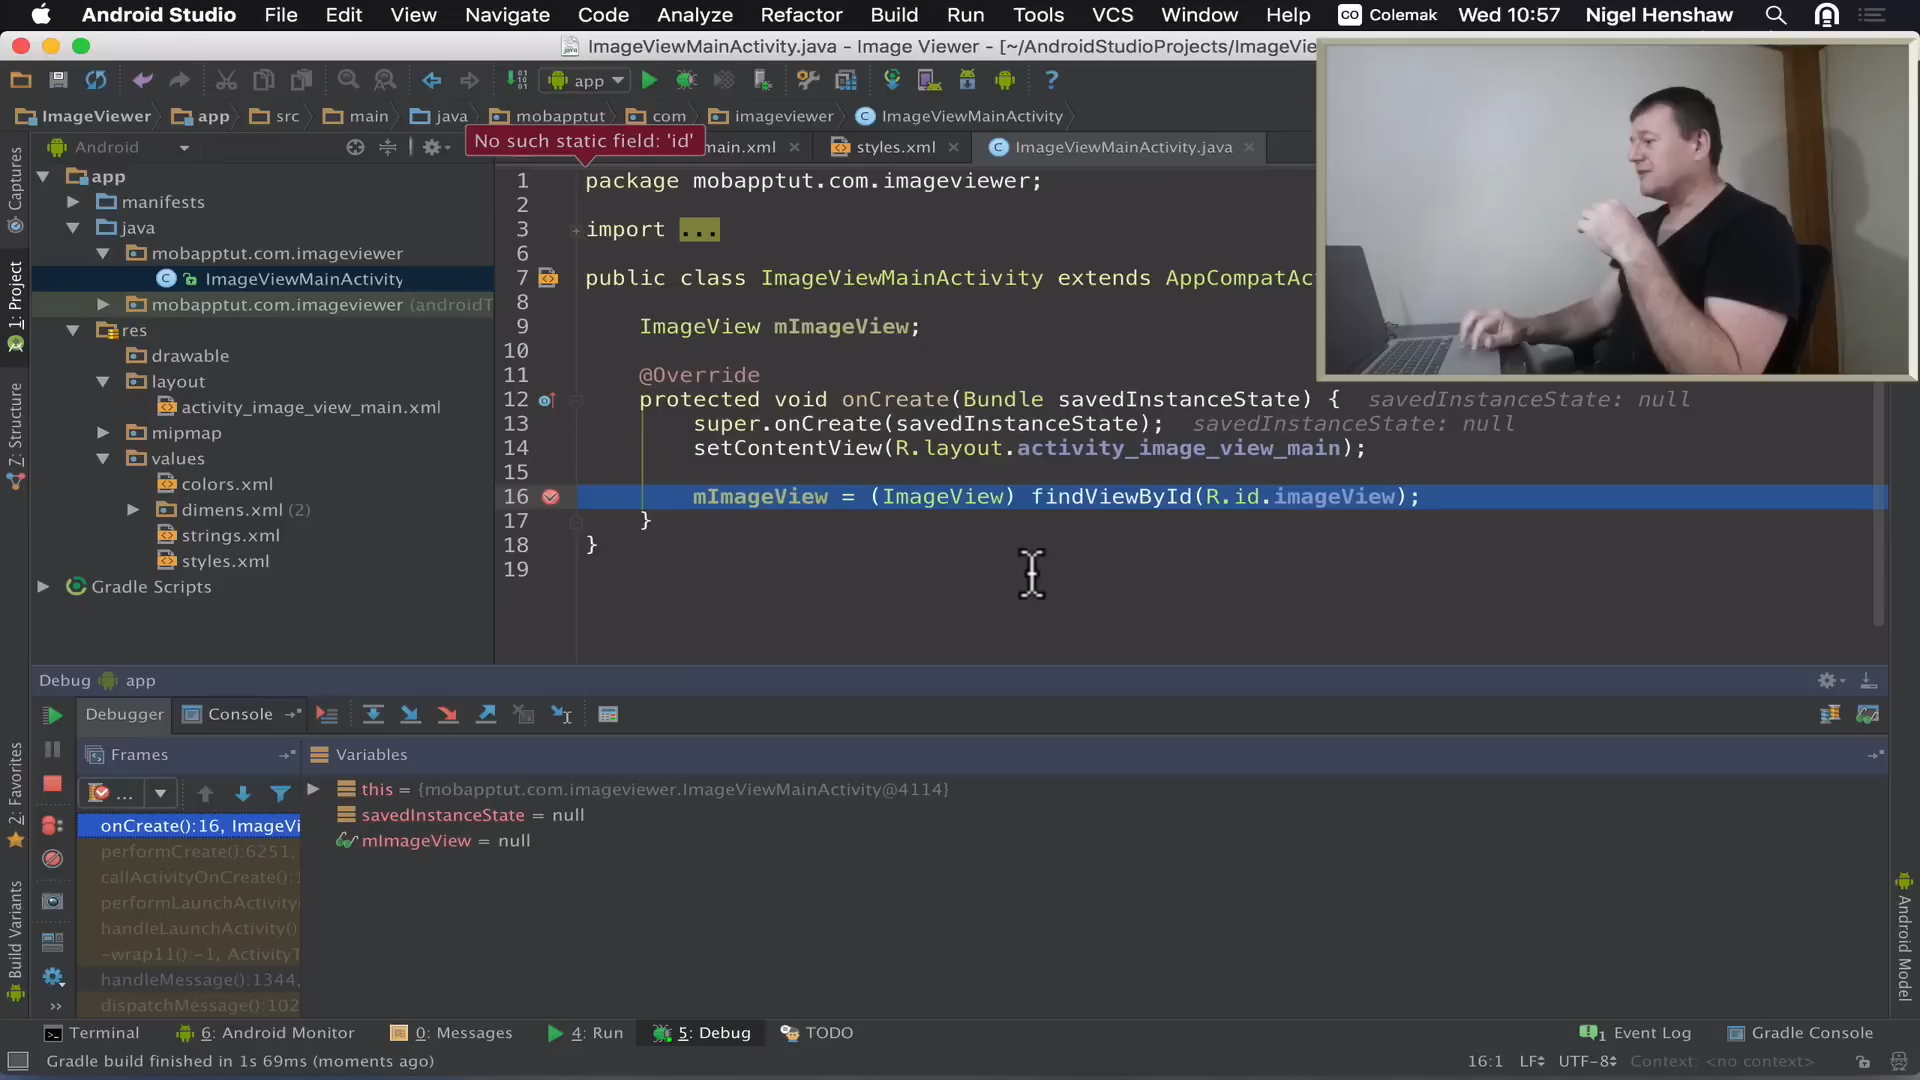 Android Studio File Edit View Navigate Code Analyze Refactor Build Run Tools VCS Window Help CO Colemak Wed 10:57 Nigel Henshaw
ImageViewMainActivity.java - Image Viewer - [~/AndroidStudioProjects/ImageVie
app
ImageViewer app src main java mobapptut com imageviewer ImageViewMainActivity
No such static field: 'id'
Android
main.xml styles.xml ImageViewMainActivity.java
app
manifests
java
mobapptut.com.imageviewer
ImageViewMainActivity
mobapptut.com.imageviewer (androidT
res
drawable
layout
activity_image_view_main.xml
mipmap
values
colors.xml
dimens.xml (2)
strings.xml
styles.xml
Gradle Scripts
1 package mobapptut.com.imageviewer;
2
3 import ...
6
7 public class ImageViewMainActivity extends AppCompatAct
8
9 ImageView mImageView;
10
11 @Override
12 protected void onCreate(Bundle savedInstanceState) { savedInstanceState: null
13 super.onCreate(savedInstanceState); savedInstanceState: null
14 setContentView(R.layout.activity_image_view_main);
15
16 mImageView = (ImageView) findViewById(R.id.imageView);
17 }
18 }
19
Captures
1: Project
7: Structure
2: Favorites
Build Variants
Android Model
Debug app
Debugger Console
Frames Variables
...
this = {mobapptut.com.imageviewer.ImageViewMainActivity@4114}
savedInstanceState = null
mImageView = null
onCreate():16, ImageVi
performCreate():6251,
callActivityOnCreate():1
performLaunchActivity
handleLaunchActivity()
-wrap11():-1, ActivityT
handleMessage():1344,
dispatchMessage():102
Terminal 6: Android Monitor 0: Messages 4: Run 5: Debug TODO 1 Event Log Gradle Console
Gradle build finished in 1s 69ms (moments ago) 16:1 LF UTF-8 Context: <no context>